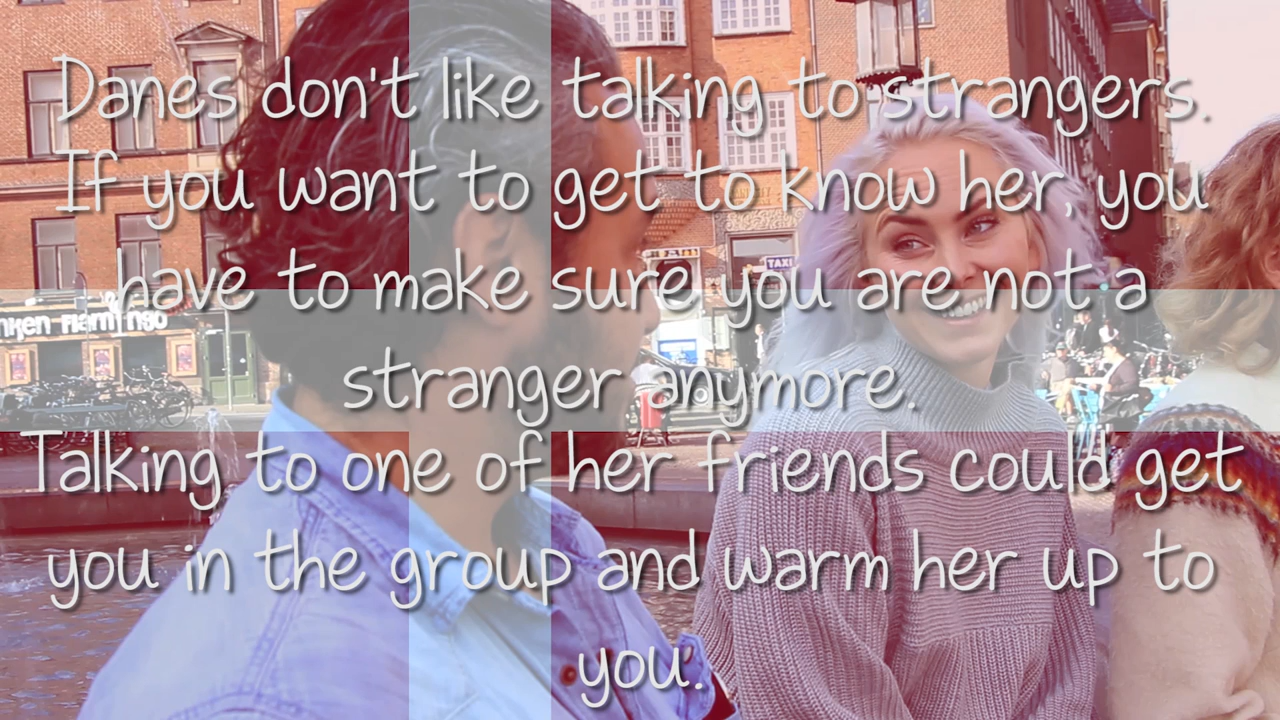 Danes don't like talking to strangers.
If you want to get to know her, you
have to make sure you are not a
stranger anymore.
Talking to one of her friends could get
you in the group and warm her up to
you.
TAXI
nken Flamingo